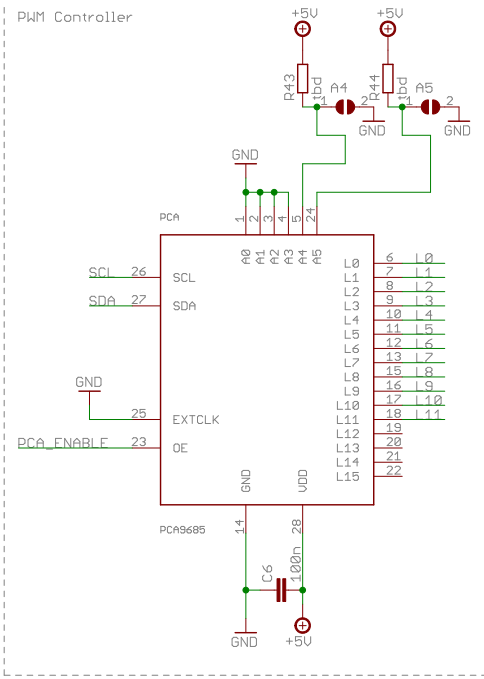 PWM Controller
+5V +5V
R43 tbd A4 R44 tbd A5
1 2 1 2
GND GND
GND
PCA
1 2 3 4 5 24
A0 A1 A2 A3 A4 A5
L0 6 L0
L1 7 L1
SCL 26 SCL
L2 8 L2
SDA 27 SDA
L3 9 L3
L4 10 L4
L5 11 L5
L6 12 L6
L7 13 L7
GND
L8 15 L8
L9 16 L9
L10 17 L10
25 EXTCLK
L11 18 L11
L12 19
PCA_ENABLE 23 OE
L13 20
L14 21
L15 22
GND VDD
PCA9685
14 28
C6 100n
GND +5V